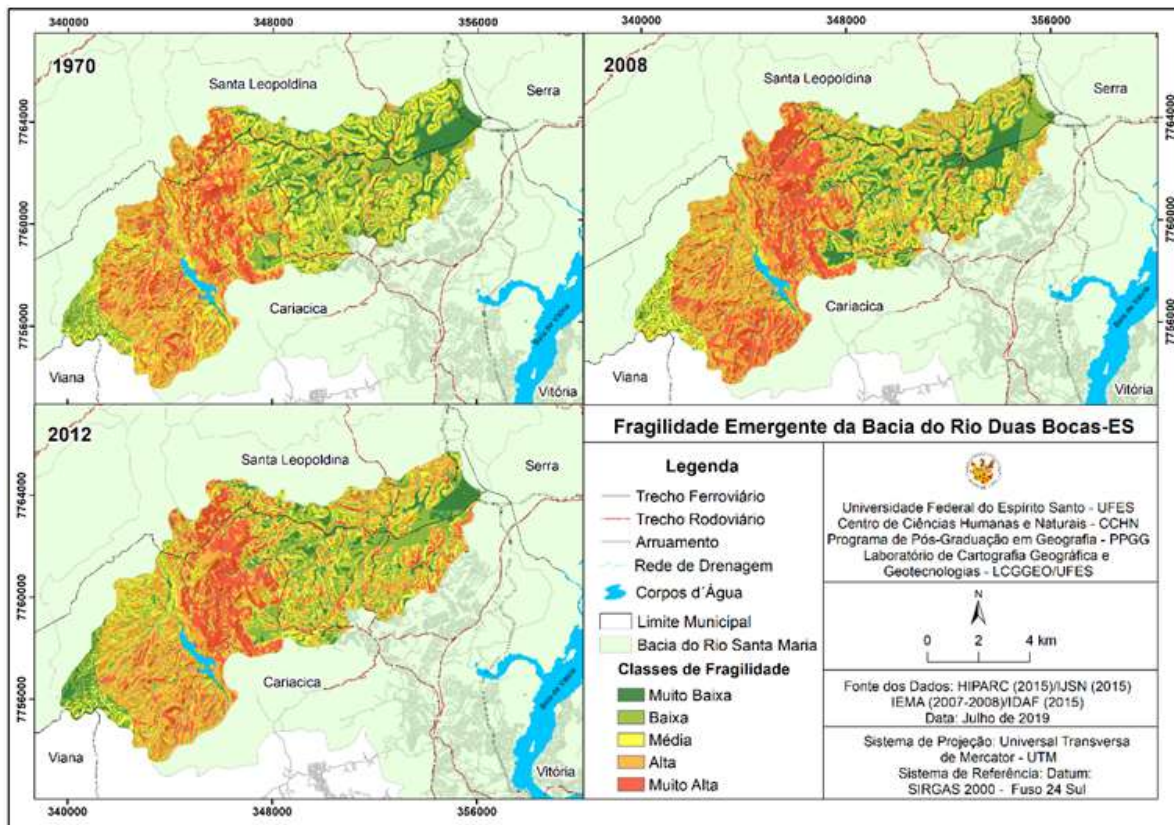 340000 348000 356000
340000 348000 356000
1970
Santa Leopoldina
Serra
7764000
7760000
7756000
Cariacica
Viana
Vitória
2008
Santa Leopoldina
Serra
7764000
7760000
7756000
Cariacica
Viana
Vitória
2012
Santa Leopoldina
Serra
7764000
7760000
7756000
Cariacica
Viana
Vitória
340000 348000 356000
Fragilidade Emergente da Bacia do Rio Duas Bocas-ES
Legenda
Trecho Ferroviário
Trecho Rodoviário
Arruamento
Rede de Drenagem
Corpos d´Água
Limite Municipal
Bacia do Rio Santa Maria
Classes de Fragilidade
Muito Baixa
Baixa
Média
Alta
Muito Alta
Universidade Federal do Espírito Santo - UFES
Centro de Ciências Humanas e Naturais - CCHN
Programa de Pós-Graduação em Geografia - PPGG
Laboratório de Cartografia Geográfica e
Geotecnologias - LCGGEO/UFES
N
0 2 4 km
Fonte dos Dados: HIPARC (2015)/IJSN (2015)
IEMA (2007-2008)/IDAF (2015)
Data: Julho de 2019
Sistema de Projeção: Universal Transversa
de Mercator - UTM
Sistema de Referência: Datum:
SIRGAS 2000 - Fuso 24 Sul